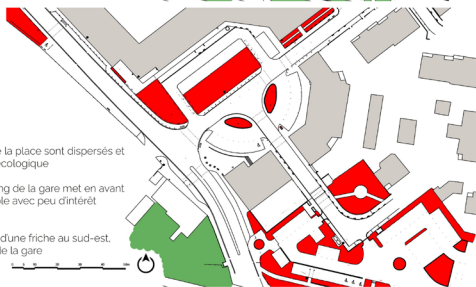 e la place sont dispersés et
écologique
ng de la gare met en avant
ble avec peu d'intérêt
d'une friche au sud-est,
de la gare